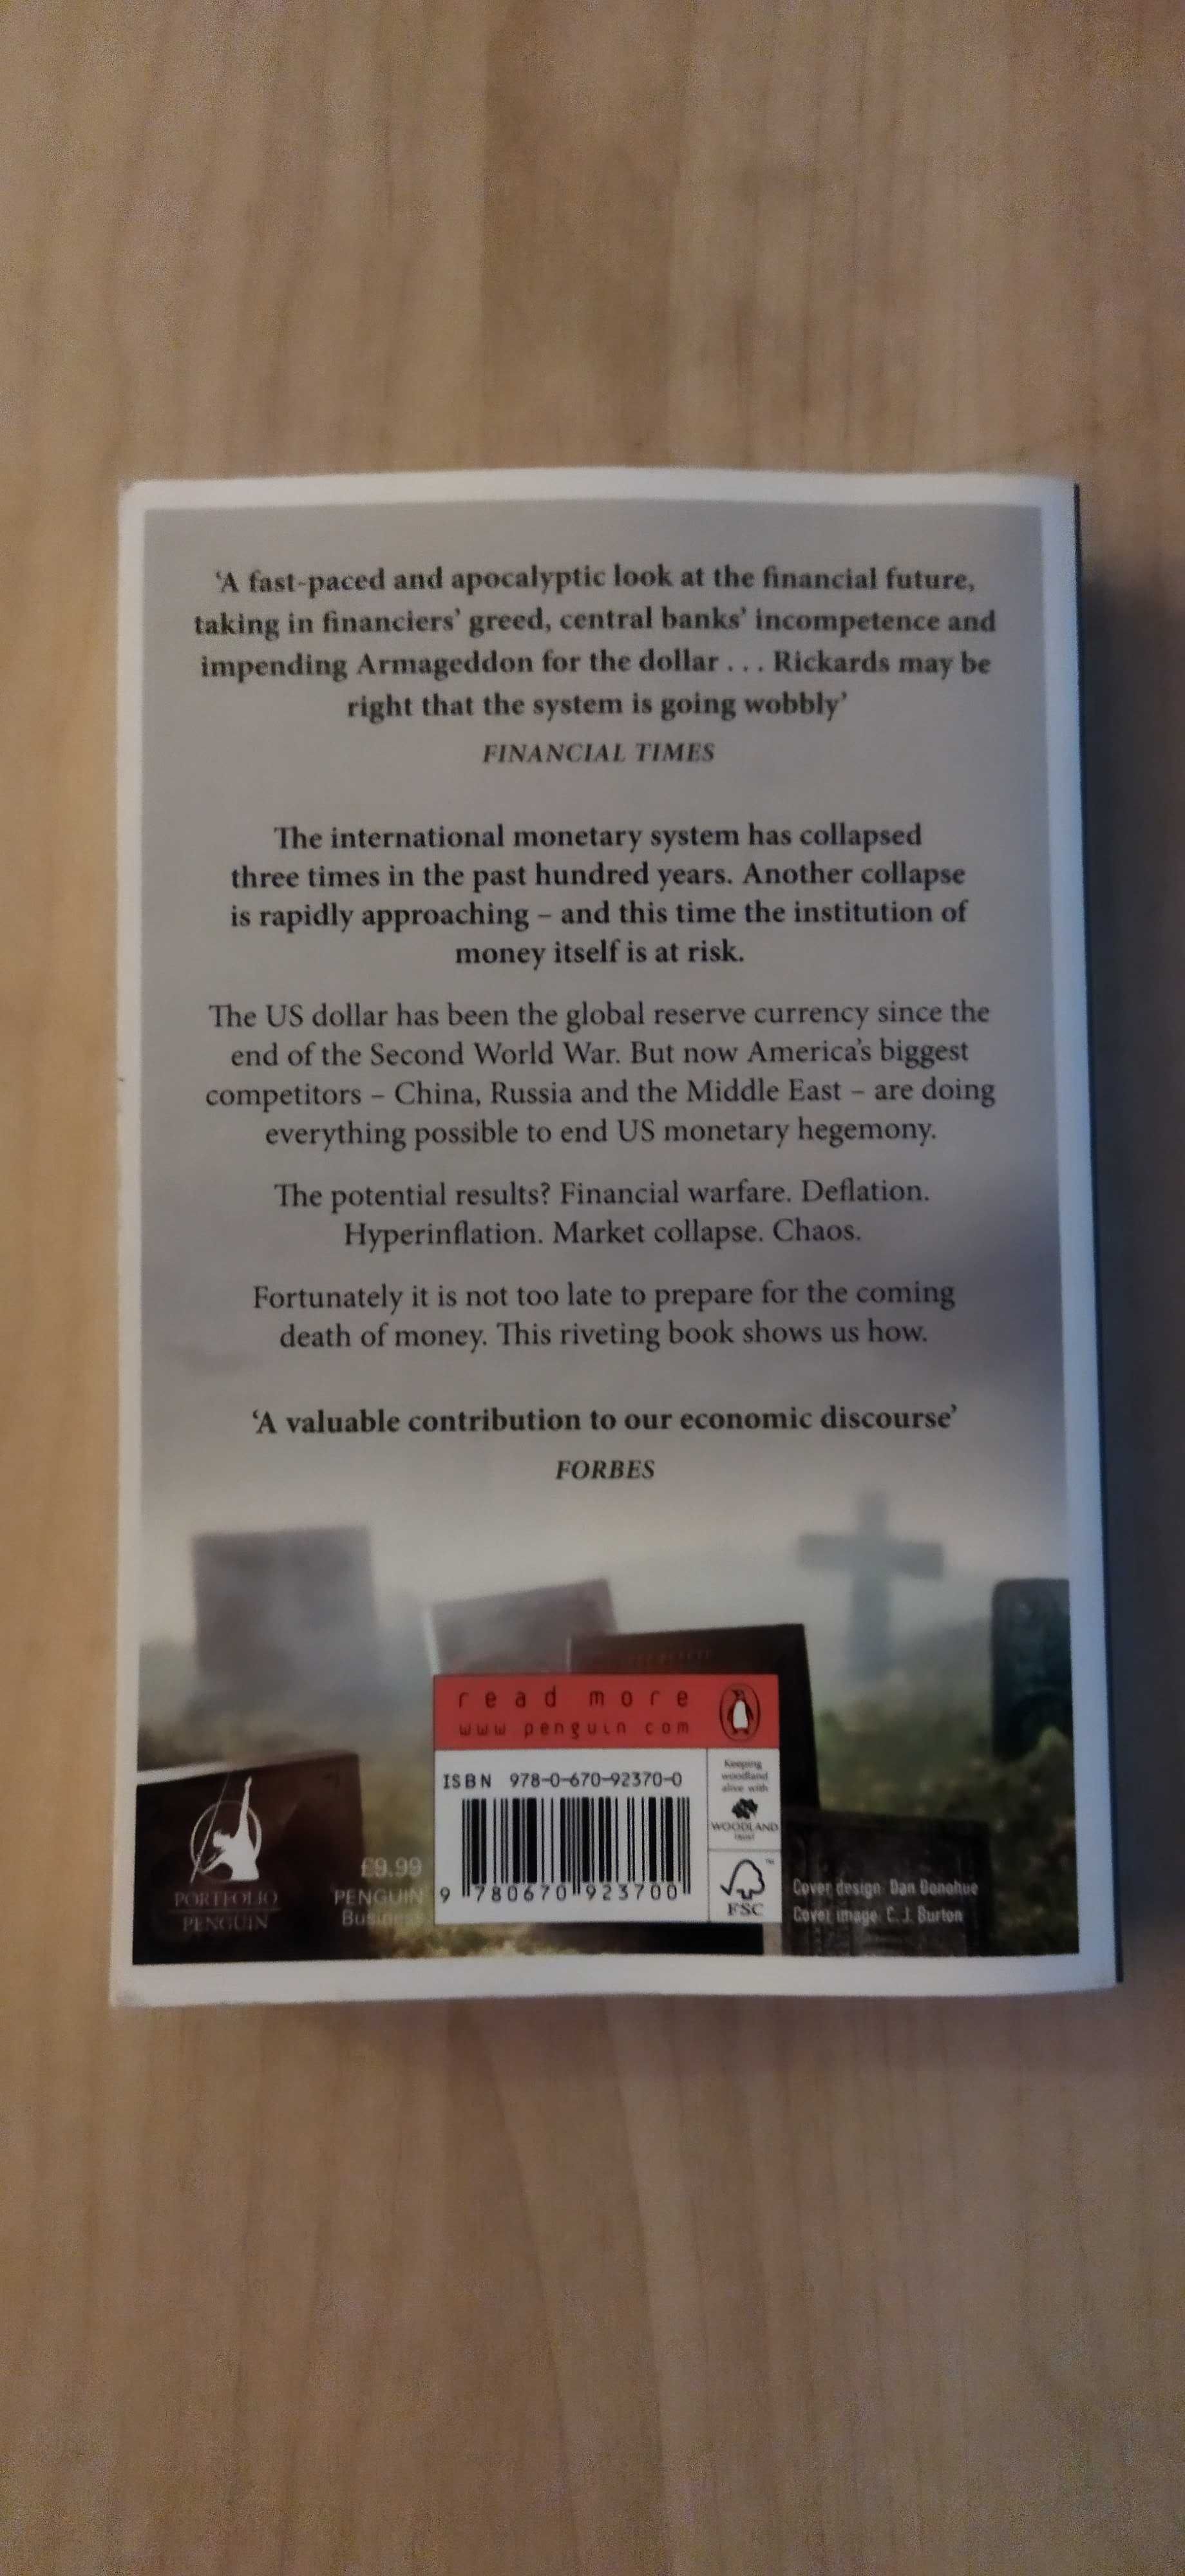 ‘A fast-paced and apocalyptic look at the financial future,
taking in financiers’ greed, central banks’ incompetence and
impending Armageddon for the dollar . . . Rickards may be
right that the system is going wobbly’
FINANCIAL TIMES
The international monetary system has collapsed
three times in the past hundred years. Another collapse
is rapidly approaching – and this time the institution of
money itself is at risk.
The US dollar has been the global reserve currency since the
end of the Second World War. But now America’s biggest
competitors – China, Russia and the Middle East – are doing
everything possible to end US monetary hegemony.
The potential results? Financial warfare. Deflation.
Hyperinflation. Market collapse. Chaos.
Fortunately it is not too late to prepare for the coming
death of money. This riveting book shows us how.
‘A valuable contribution to our economic discourse’
FORBES
read more
www penguin com
ISBN 978-0-670-92370-0
9 780670 923700
Keeping
woodland
alive with
WOODLAND
TRUST
FSC
™
PORTFOLIO
PENGUIN
£9.99
PENGUIN
Business
Cover design: Dan Donohue
Cover image: C. J. Burton